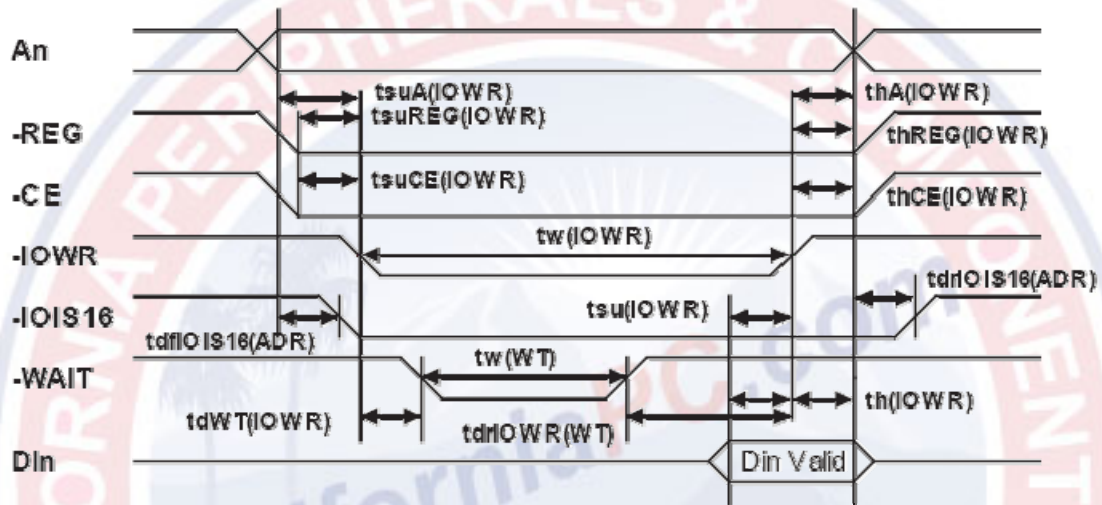 An
tsuA(IOWR)
thA(IOWR)
-REG
tsuREG(IOWR)
thREG(IOWR)
-CE
tsuCE(IOWR)
thCE(IOWR)
-IOWR
tw(IOWR)
tdrIOIS16(ADR)
-IOIS16
tsu(IOWR)
tdfIOIS16(ADR)
-WAIT
tw(WT)
th(IOWR)
tdWT(IOWR)
tdrIOWR(WT)
DIn
Din Valid